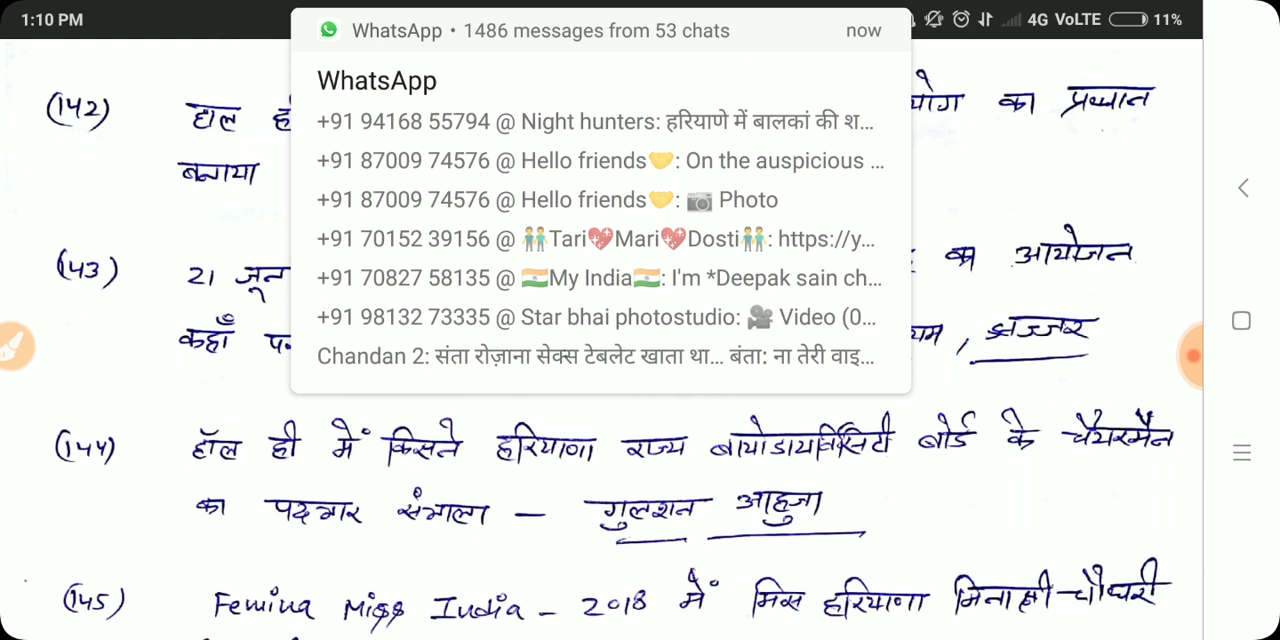 1:10 PM
4G VoLTE 11%
WhatsApp • 1486 messages from 53 chats now
WhatsApp
+91 94168 55794 @ Night hunters: हरियाणे में बालकां की श...
+91 87009 74576 @ Hello friends🤝: On the auspicious ...
+91 87009 74576 @ Hello friends🤝: 📷 Photo
+91 70152 39156 @ 👬Tari💖Mari💖Dosti👬: https://y...
+91 70827 58135 @ 🇮🇳My India🇮🇳: I'm *Deepak sain ch...
+91 98132 73335 @ Star bhai photostudio: 🎥 Video (0...
Chandan 2: संता रोज़ाना सेक्स टेबलेट खाता था... बंता: ना तेरी वाइ...
(142) हाल का प्रधान
बनाया
(143) 21 जून का आयोजन
कहाँ , झज्जर
(144) हॉल ही में किसने हरियाणा राज्य बायोडायवर्सिटी बोर्ड के चेयरमैन
का पदभार संभाला – गुलशन आहुजा
(145) Femina Miss India – 2018 में मिस हरियाणा मिनाक्षी चौधरी